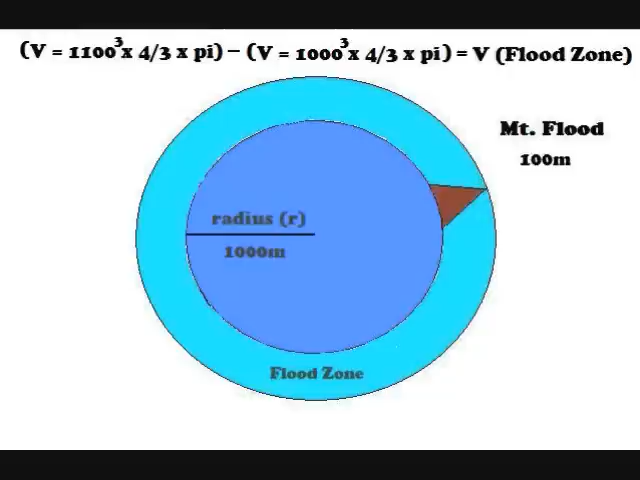 (V = 1100³x 4/3 x pi) – (V = 1000³x 4/3 x pi) = V (Flood Zone)
Mt. Flood
100m
radius (r)
1000m
Flood Zone